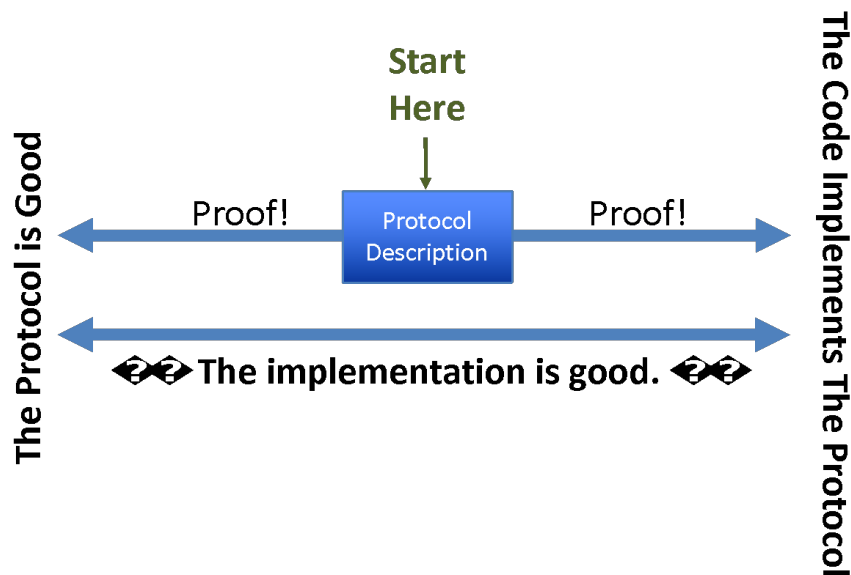 Start
Here
The Protocol is Good
Proof!
Protocol
Description
Proof!
The Code Implements The Protocol
�� The implementation is good. ��